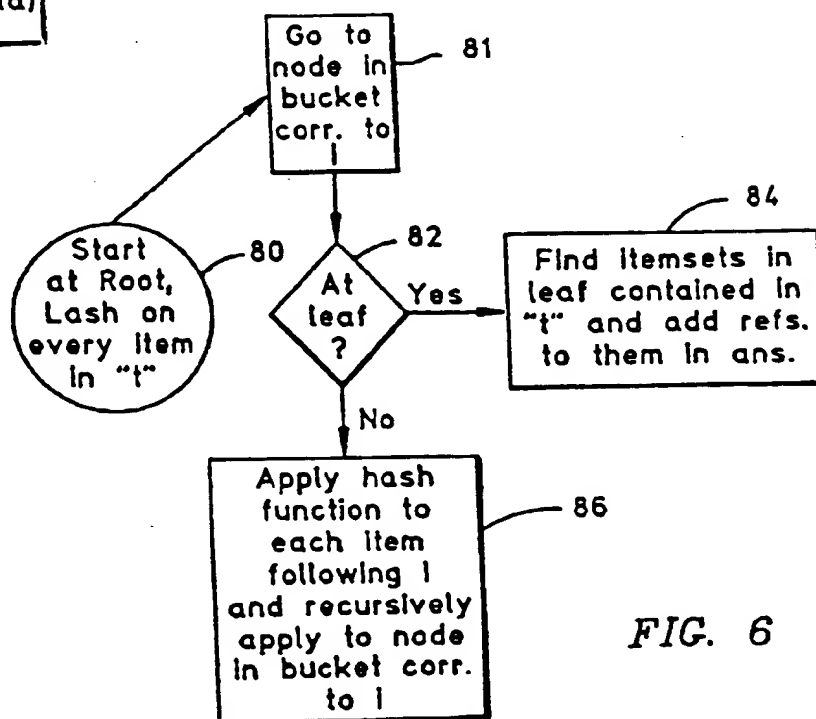 Go to
node in
bucket
corr. to
i
81
Start
at Root,
Lash on
every item
in "t"
80
At
leaf
?
82
Yes
No
84
Find itemsets in
leaf contained in
"t" and add refs.
to them in ans.
Apply hash
function to
each item
following i
and recursively
apply to node
in bucket corr.
to i
86
FIG. 6